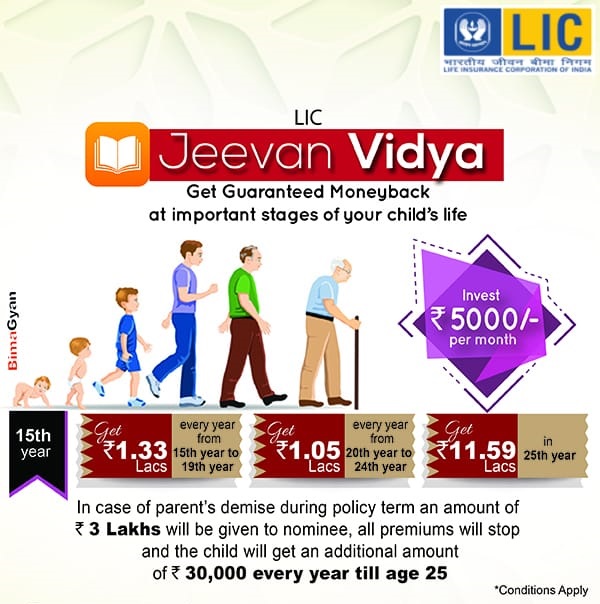 LIC
भारतीय जीवन बीमा निगम
LIFE INSURANCE CORPORATION OF INDIA
LIC
Jeevan Vidya
Get Guaranteed Moneyback
at important stages of your child's life
Invest
₹ 5000/-
per month
BimaGyan
15th
year
Get
₹1.33
Lacs
every year
from
15th year to
19th year
Get
₹1.05
Lacs
every year
from
20th year to
24th year
Get
₹11.59
Lacs
in
25th year
In case of parent's demise during policy term an amount of
₹ 3 Lakhs will be given to nominee, all premiums will stop
and the child will get an additional amount
of ₹ 30,000 every year till age 25
*Conditions Apply